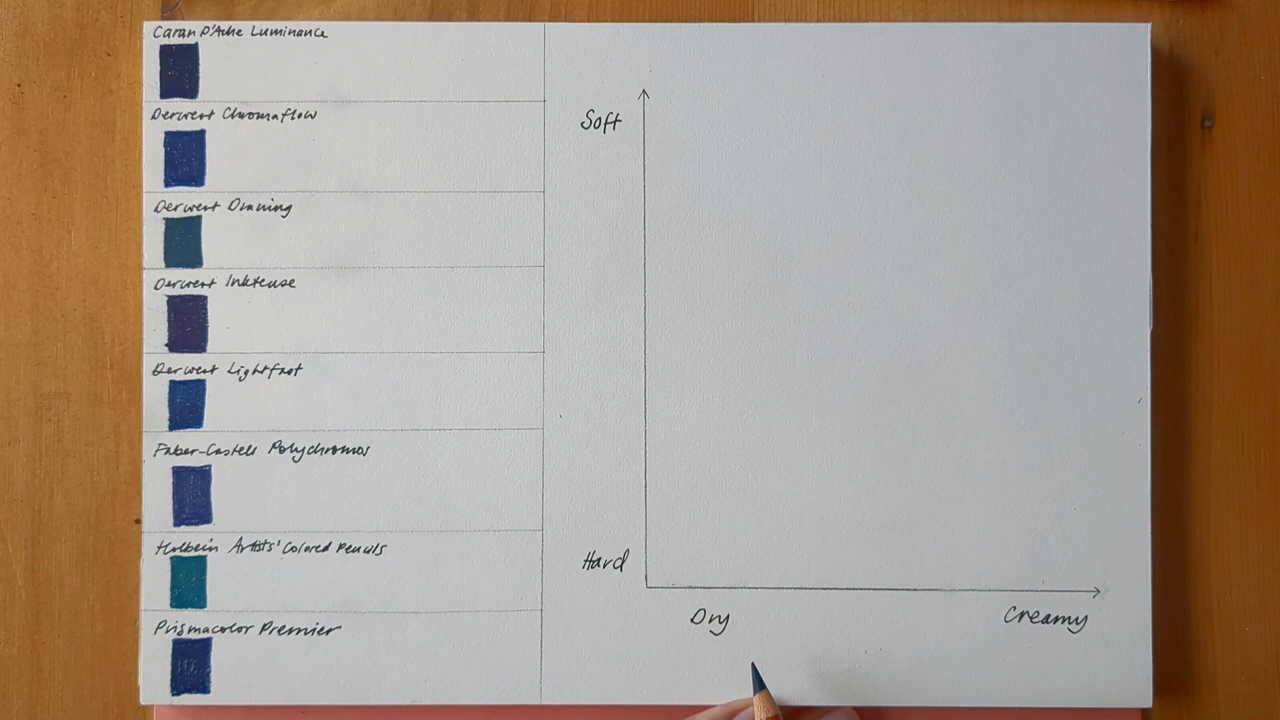 Caran D'Ache Luminance
Derwent Chromaflow
Derwent Drawing
Derwent Inktense
Derwent Lightfast
Faber-Castell Polychromos
Holbein Artists' Colored Pencils
Prismacolor Premier
Soft
Hard
Dry
Creamy